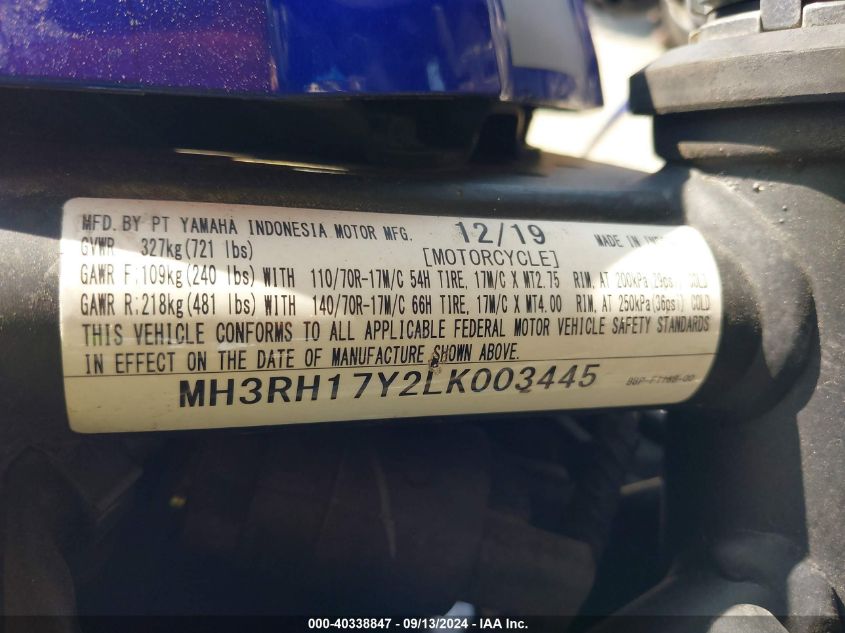 MFD. BY PT YAMAHA INDONESIA MOTOR MFG. 12/19 MADE IN
GVWR 327kg(721 lbs) [MOTORCYCLE]
GAWR F:109kg(240 lbs) WITH 110/70R-17M/C 54H TIRE, 17M/C X MT2.75 RIM, AT 200kPa(29psi) COLD
GAWR R:218kg(481 lbs) WITH 140/70R-17M/C 66H TIRE, 17M/C X MT4.00 RIM, AT 250kPa(36psi) COLD
THIS VEHICLE CONFORMS TO ALL APPLICABLE FEDERAL MOTOR VEHICLE SAFETY STANDARDS
IN EFFECT ON THE DATE OF MANUFACTURE SHOWN ABOVE.
MH3RH17Y2LK003445
000-40338847 - 09/13/2024 - IAA Inc.